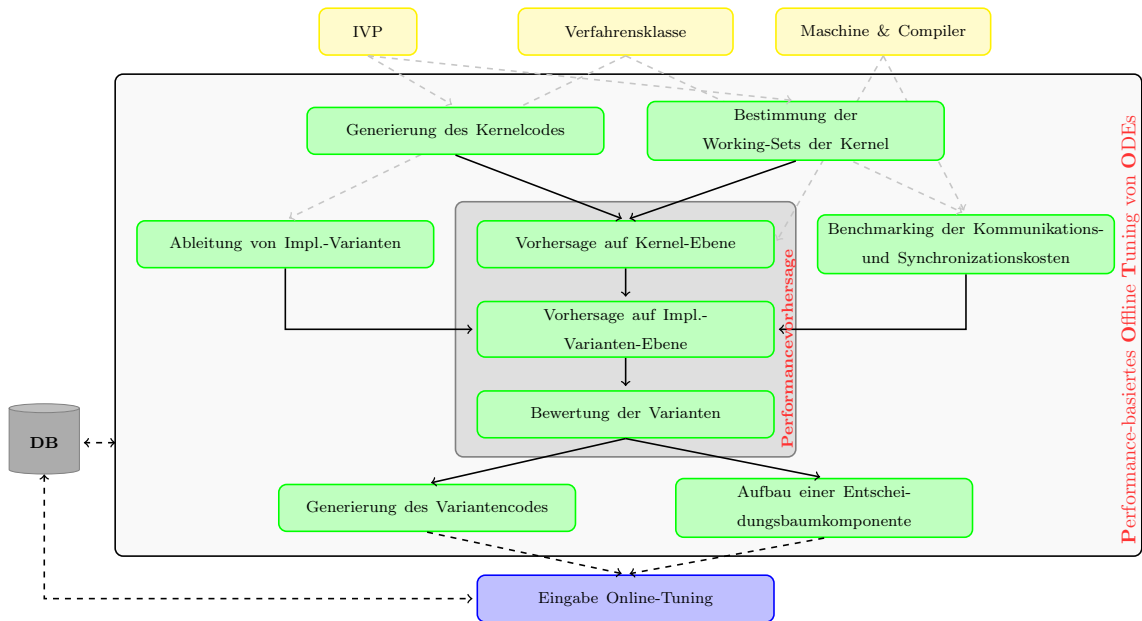 IVP
Verfahrensklasse
Maschine & Compiler
Generierung des Kernelcodes
Bestimmung der
Working-Sets der Kernel
Ableitung von Impl.-Varianten
Vorhersage auf Kernel-Ebene
Benchmarking der Kommunikations-
und Synchronizationskosten
Vorhersage auf Impl.-
Varianten-Ebene
Bewertung der Varianten
Performancevorhersage
Performance-basiertes Offline Tuning von ODEs
DB
Generierung des Variantencodes
Aufbau einer Entschei-
dungsbaumkomponente
Eingabe Online-Tuning